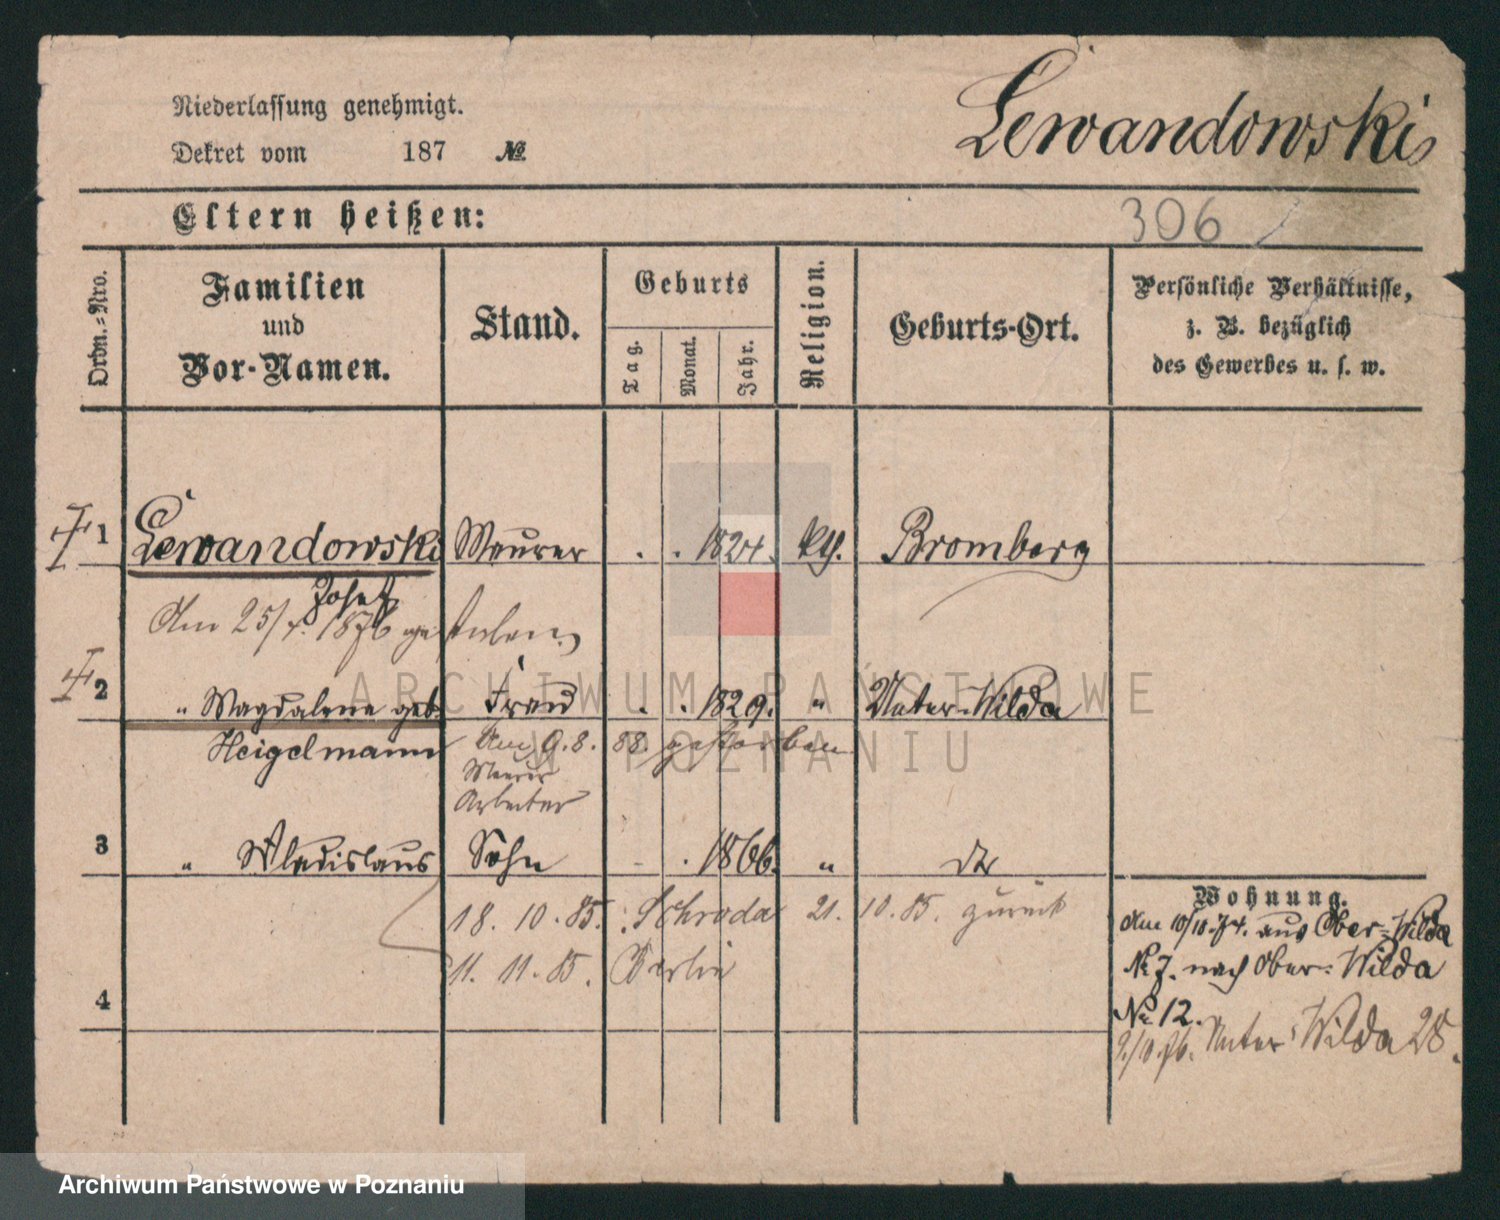 Lewandowski
Niederlassung genehmigt.
Dekret vom 187 №
Eltern heißen:
306
Ordn.-Nro.
Familien
und
Vor-Namen.
Stand.
Geburts
Tag.
Monat.
Jahr.
Religion.
Geburts-Ort.
Persönliche Verhältnisse,
z. B. bezüglich
des Gewerbes u. s. w.
1 Lewandowski Maurer . . 1824. kth. Bromberg
Josef
Am 25/4. 1876 gestorben
2 " Magdalena geb. Frau . . 1829. " Unter-Wilda
Heigelmann Am 9.8. 88. gestorben
Maurer
Arbeiter
3 " Wladislaus Sohn - . 1866. " do
18. 10. 85. Schroda 21. 10. 85. zurück
11. 11. 85. Berlin
4
Wohnung.
Am 10/10.74. aus Ober-Wilda
№ 7. nach Ober-Wilda
№ 12.
Unter-Wilda 28.
ARCHIWUM PAŃSTWOWE
W POZNANIU
Archiwum Państwowe w Poznaniu